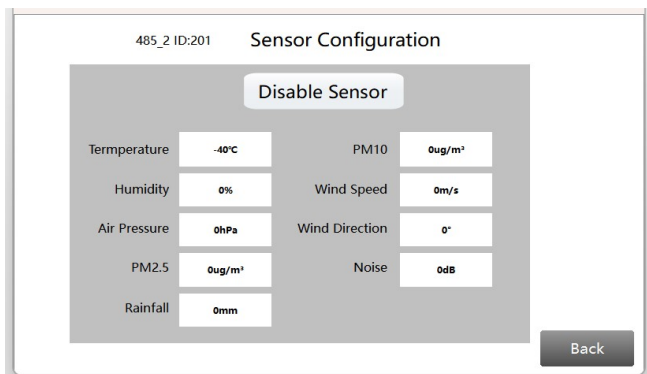 485_2 ID:201 Sensor Configuration
Disable Sensor
Termperature -40℃ PM10 0ug/m³
Humidity 0% Wind Speed 0m/s
Air Pressure 0hPa Wind Direction 0°
PM2.5 0ug/m³ Noise 0dB
Rainfall 0mm
Back